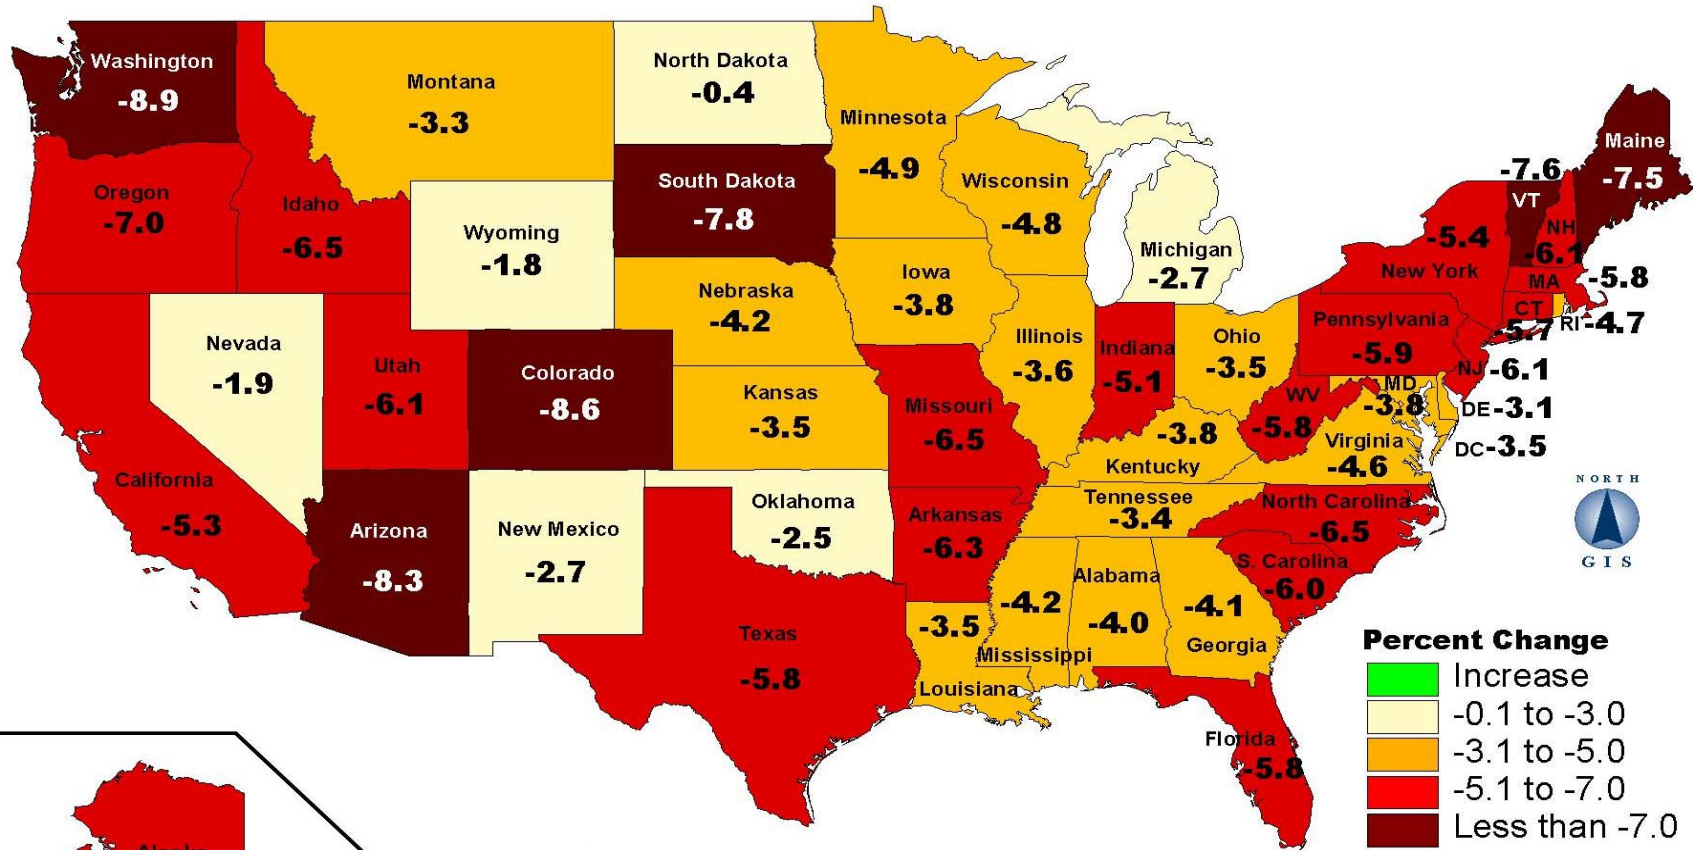 Washington
-8.9
Montana
-3.3
North Dakota
-0.4
Minnesota
-4.9
Oregon
-7.0
Idaho
-6.5
Wyoming
-1.8
South Dakota
-7.8
Wisconsin
-4.8
Michigan
-2.7
-7.6
VT
Maine
-7.5
NH
-6.1
-5.4
New York
MA
-5.8
CT
-5.7
RI
-4.7
Nevada
-1.9
Utah
-6.1
Colorado
-8.6
Nebraska
-4.2
Iowa
-3.8
Illinois
-3.6
Indiana
-5.1
Ohio
-3.5
Pennsylvania
-5.9
NJ
-6.1
MD
-3.8
DE
-3.1
DC
-3.5
California
-5.3
Kansas
-3.5
Missouri
-6.5
-3.8
Kentucky
WV
-5.8
Virginia
-4.6
Arizona
-8.3
New Mexico
-2.7
Oklahoma
-2.5
Arkansas
-6.3
Tennessee
-3.4
North Carolina
-6.5
S. Carolina
-6.0
Texas
-5.8
-3.5
Louisiana
-4.2
Mississippi
Alabama
-4.0
-4.1
Georgia
Florida
-5.8
NORTH
GIS
Percent Change
Increase
-0.1 to -3.0
-3.1 to -5.0
-5.1 to -7.0
Less than -7.0